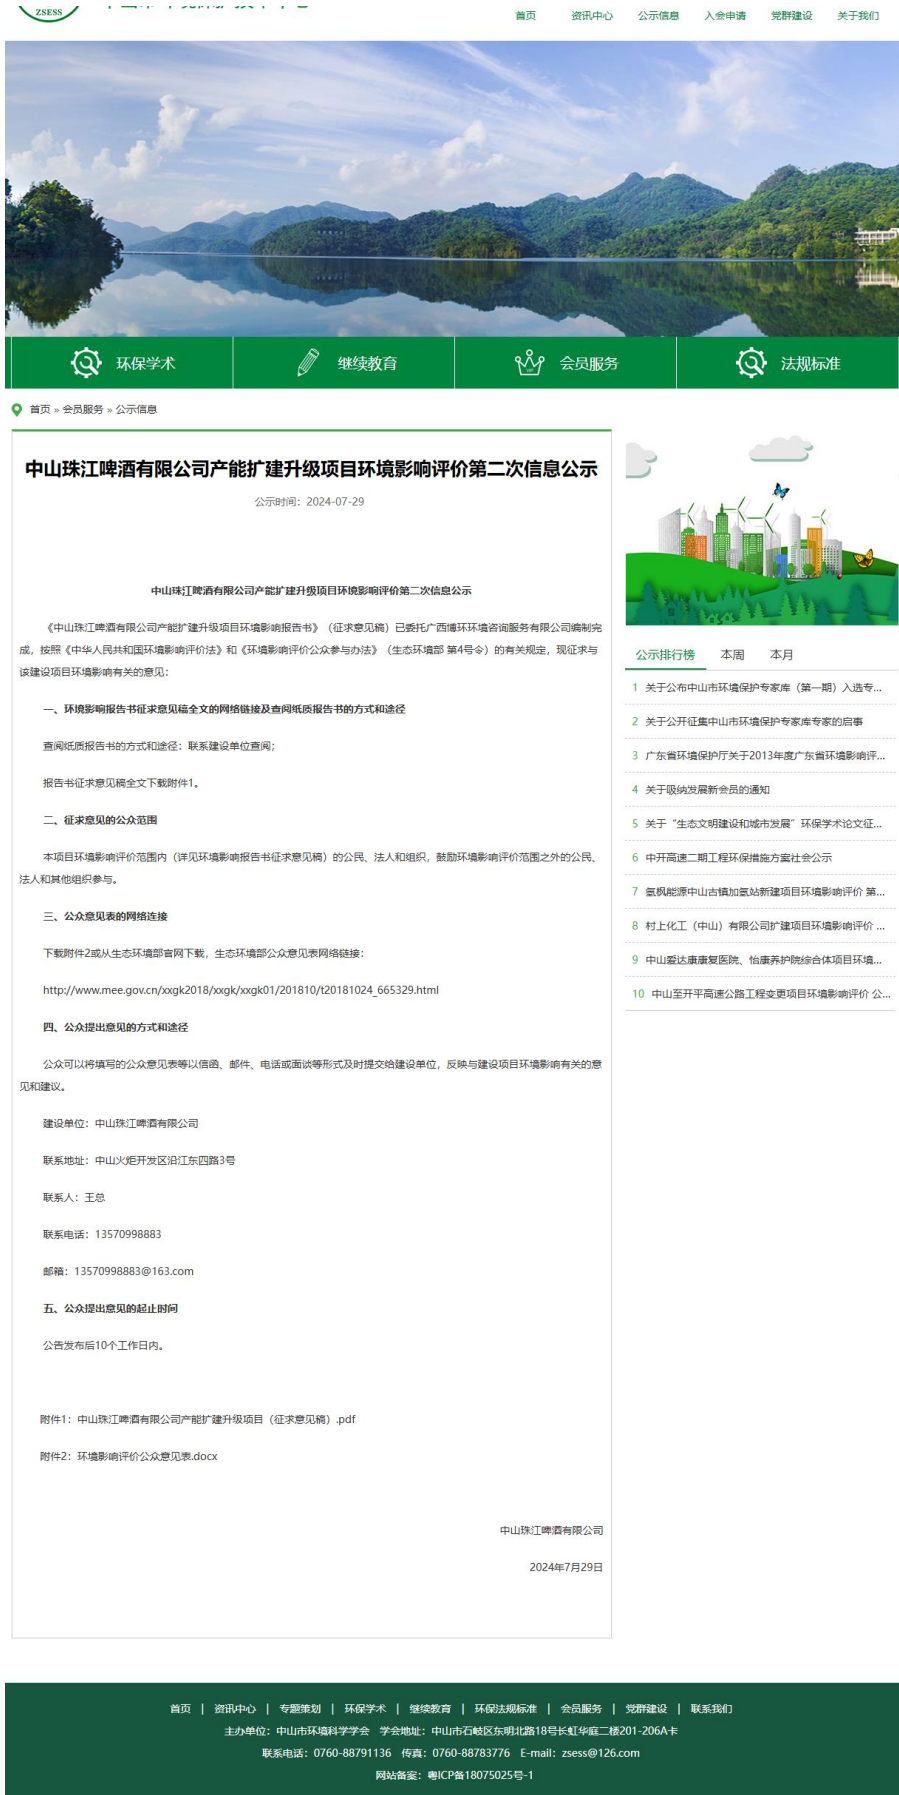 ZSESS
首页 资讯中心 公示信息 入会申请 党群建设 关于我们
环保学术 继续教育 会员服务 法规标准
首页 » 会员服务 » 公示信息
中山珠江啤酒有限公司产能扩建升级项目环境影响评价第二次信息公示
公示时间：2024-07-29
中山珠江啤酒有限公司产能扩建升级项目环境影响评价第二次信息公示
《中山珠江啤酒有限公司产能扩建升级项目环境影响报告书》（征求意见稿）已委托广西博环环境咨询服务有限公司编制完
成，按照《中华人民共和国环境影响评价法》和《环境影响评价公众参与办法》（生态环境部 第4号令）的有关规定，现征求与
该建设项目环境影响有关的意见：
一、环境影响报告书征求意见稿全文的网络链接及查阅纸质报告书的方式和途径
查阅纸质报告书的方式和途径：联系建设单位查阅；
报告书征求意见稿全文下载附件1。
二、征求意见的公众范围
本项目环境影响评价范围内（详见环境影响报告书征求意见稿）的公民、法人和组织，鼓励环境影响评价范围之外的公民、
法人和其他组织参与。
三、公众意见表的网络连接
下载附件2或从生态环境部官网下载，生态环境部公众意见表网络链接：
http://www.mee.gov.cn/xxgk2018/xxgk/xxgk01/201810/t20181024_665329.html
四、公众提出意见的方式和途径
公众可以将填写的公众意见表等以信函、邮件、电话或面谈等形式及时提交给建设单位，反映与建设项目环境影响有关的意
见和建议。
建设单位：中山珠江啤酒有限公司
联系地址：中山火炬开发区沿江东四路3号
联系人：王总
联系电话：13570998883
邮箱：13570998883@163.com
五、公众提出意见的起止时间
公告发布后10个工作日内。
附件1：中山珠江啤酒有限公司产能扩建升级项目（征求意见稿）.pdf
附件2：环境影响评价公众意见表.docx
中山珠江啤酒有限公司
2024年7月29日
公示排行榜 本周 本月
1 关于公布中山市环境保护专家库（第一期）入选专...
2 关于公开征集中山市环境保护专家库专家的启事
3 广东省环境保护厅关于2013年度广东省环境影响评...
4 关于吸纳发展新会员的通知
5 关于“生态文明建设和城市发展”环保学术论文征...
6 中开高速二期工程环保措施方案社会公示
7 氢枫能源中山古镇加氢站新建项目环境影响评价 第...
8 村上化工（中山）有限公司扩建项目环境影响评价 ...
9 中山爱达康康复医院、怡康养护院综合体项目环境...
10 中山至开平高速公路工程变更项目环境影响评价 公...
首页 | 资讯中心 | 专题策划 | 环保学术 | 继续教育 | 环保法规标准 | 会员服务 | 党群建设 | 联系我们
主办单位：中山市环境科学学会 学会地址：中山市石岐区东明北路18号长虹华庭二楼201-206A卡
联系电话：0760-88791136 传真：0760-88783776 E-mail：zsess@126.com
网站备案：粤ICP备18075025号-1